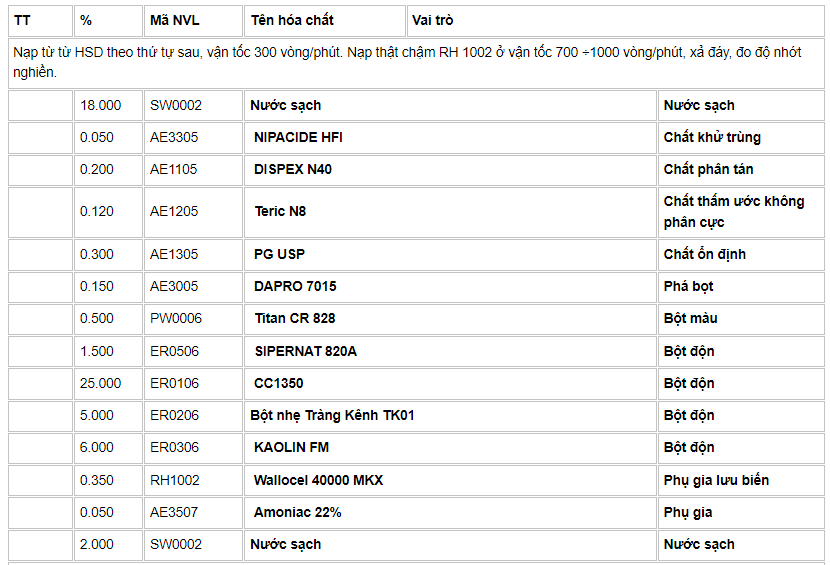 TT % Mã NVL Tên hóa chất Vai trò
Nạp từ từ HSD theo thứ tự sau, vận tốc 300 vòng/phút. Nạp thật chậm RH 1002 ở vận tốc 700 ÷1000 vòng/phút, xả đáy, đo độ nhớt
nghiền.
18.000 SW0002 Nước sạch Nước sạch
0.050 AE3305 NIPACIDE HFI Chất khử trùng
0.200 AE1105 DISPEX N40 Chất phân tán
0.120 AE1205 Teric N8 Chất thấm ước không
phân cực
0.300 AE1305 PG USP Chất ổn định
0.150 AE3005 DAPRO 7015 Phá bọt
0.500 PW0006 Titan CR 828 Bột màu
1.500 ER0506 SIPERNAT 820A Bột độn
25.000 ER0106 CC1350 Bột độn
5.000 ER0206 Bột nhẹ Tràng Kênh TK01 Bột độn
6.000 ER0306 KAOLIN FM Bột độn
0.350 RH1002 Wallocel 40000 MKX Phụ gia lưu biến
0.050 AE3507 Amoniac 22% Phụ gia
2.000 SW0002 Nước sạch Nước sạch